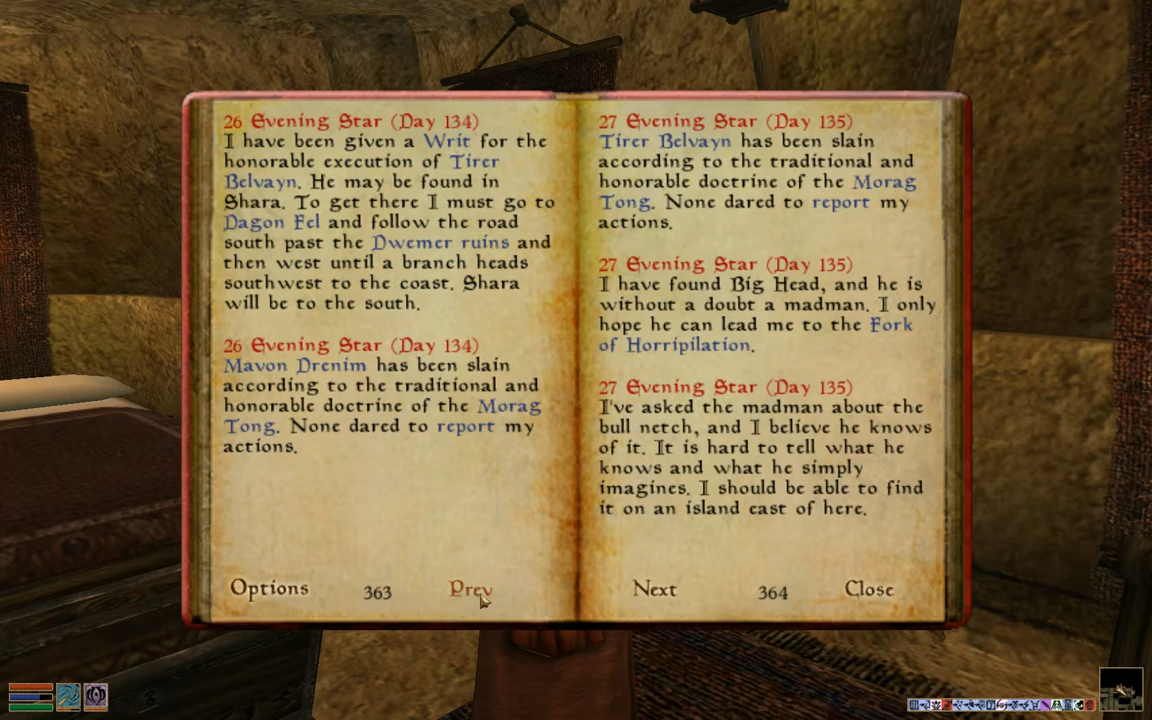 26 Evening Star (Day 134)
I have been given a Writ for the
honorable execution of Tirer
Belvayn. He may be found in
Shara. To get there I must go to
Dagon Fel and follow the road
south past the Dwemer ruins and
then west until a branch heads
southwest to the coast. Shara
will be to the south.
26 Evening Star (Day 134)
Mavon Drenim has been slain
according to the traditional and
honorable doctrine of the Morag
Tong. None dared to report my
actions.
Options
363
Prev
27 Evening Star (Day 135)
Tirer Belvayn has been slain
according to the traditional and
honorable doctrine of the Morag
Tong. None dared to report my
actions.
27 Evening Star (Day 135)
I have found Big Head, and he is
without a doubt a madman. I only
hope he can lead me to the Fork
of Horripilation.
27 Evening Star (Day 135)
I've asked the madman about the
bull netch, and I believe he knows
of it. It is hard to tell what he
knows and what he simply
imagines. I should be able to find
it on an island east of here.
Next
364
Close